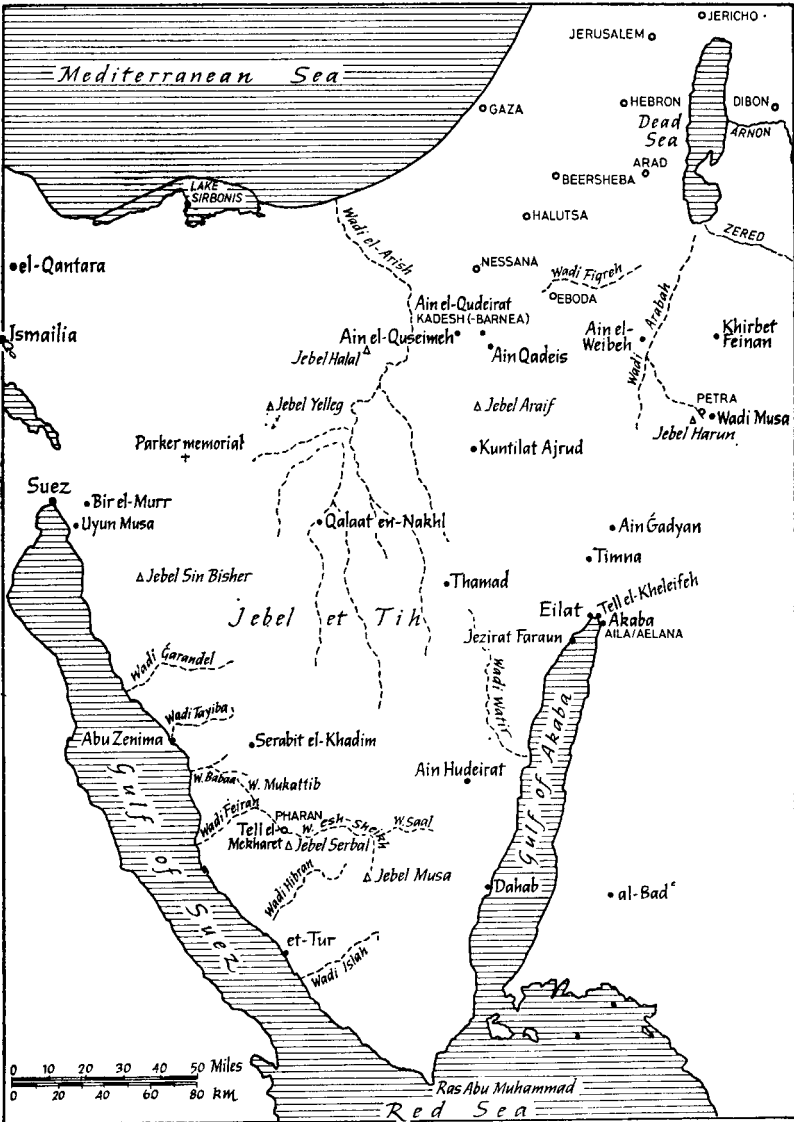 JERICHO
JERUSALEM
Mediterranean Sea
GAZA
HEBRON
DIBON
Dead
Sea
ARNON
ARAD
LAKE
SIRBONIS
BEERSHEBA
HALUTSA
Wadi el-Arish
ZERED
el-Qantara
NESSANA
Wadi Fiqreh
EBODA
Ain el-Qudeirat
KADESH (-BARNEA)
Wadi Arabah
Ismailia
Ain el-Quseimeh
Ain el-
Weibeh
Khirbet
Feinan
Jebel Halal
Ain Qadeis
Jebel Yelleg
Jebel Araif
PETRA
Wadi Musa
Jebel Harun
Parker memorial
Kuntilat Ajrud
Suez
Bir el-Murr
Uyun Musa
Qalaat en-Nakhl
Ain Ǵadyan
Timna
Jebel Sin Bisher
Thamad
Tell el-Kheleifeh
Eilat
Akaba
AILA/AELANA
Jebel et Tih
Jezirat Faraun
Wadi Ǵarandel
Wadi Watir
Wadi Tayiba
Abu Zenima
Serabit el-Khadim
Gulf of Akaba
W. Babaa
W. Mukattib
Ain Hudeirat
Wadi Feiran
PHARAN
Tell el-
Mekharet
W. esh-Sheikh
W. Saal
Jebel Serbal
Gulf of Suez
Wadi Hibran
Jebel Musa
Dahab
al-Badᶜ
et-Tur
Wadi Islah
0 10 20 30 40 50 Miles
0 20 40 60 80 km
Ras Abu Muhammad
Red Sea